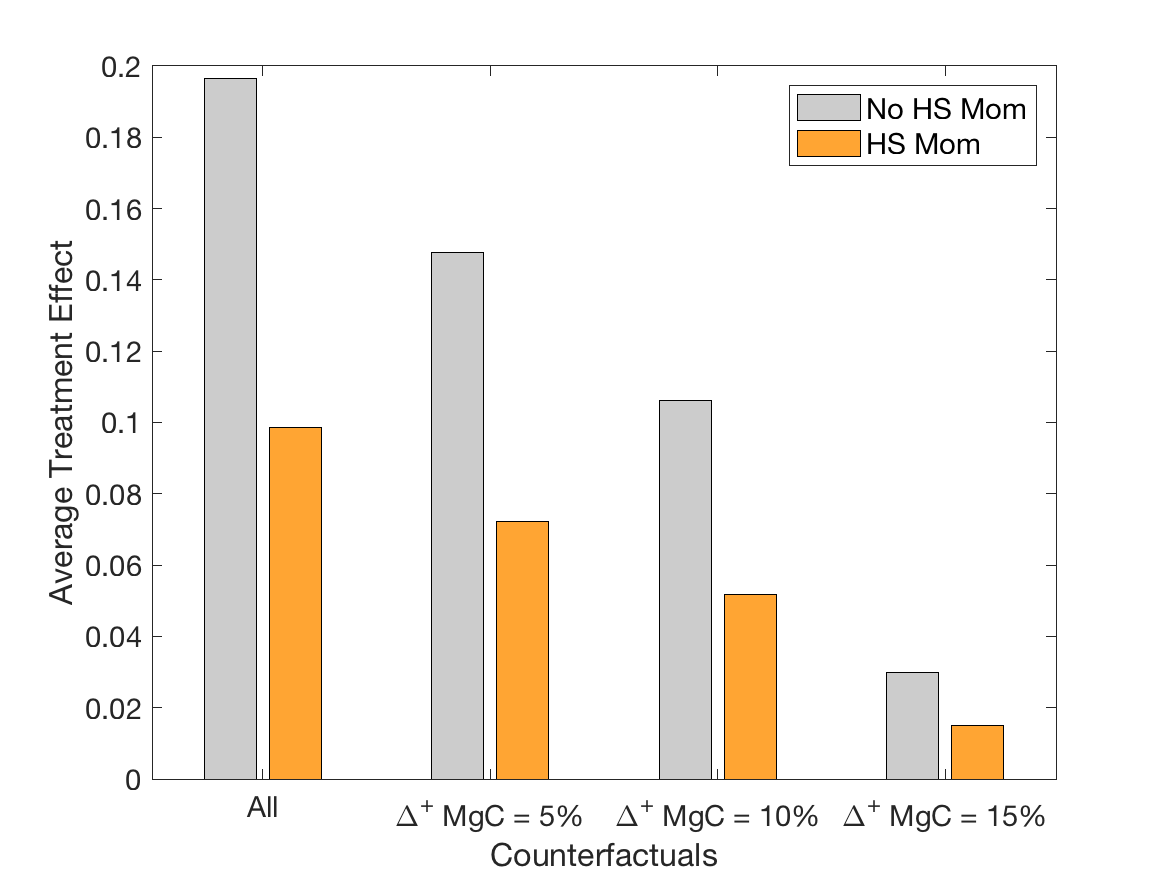 0.2
0.18
0.16
0.14
0.12
0.1
0.08
0.06
0.04
0.02
0
Average Treatment Effect
No HS Mom
HS Mom
All
Δ⁺ MgC = 5%
Δ⁺ MgC = 10%
Δ⁺ MgC = 15%
Counterfactuals